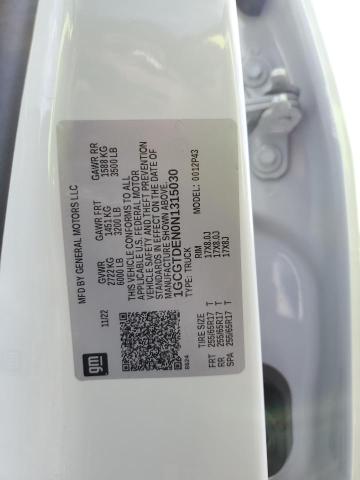 MFD BY GENERAL MOTORS LLC
11/22
gm
GVWR
2722 KG
6000 LB
GAWR FRT
1451 KG
3200 LB
GAWR RR
1588 KG
3500 LB
THIS VEHICLE CONFORMS TO ALL
APPLICABLE U.S. FEDERAL MOTOR
VEHICLE SAFETY AND THEFT PREVENTION
STANDARDS IN EFFECT ON THE DATE OF
MANUFACTURE SHOWN ABOVE.
1GCGTDEN0N1315030
TYPE: TRUCK
MODEL: 0012P43
R624
TIRE SIZE RIM
FRT 255/65R17 T 17X8.0J
RR 255/65R17 T 17X8.0J
SPA 255/65R17 T 17X8J